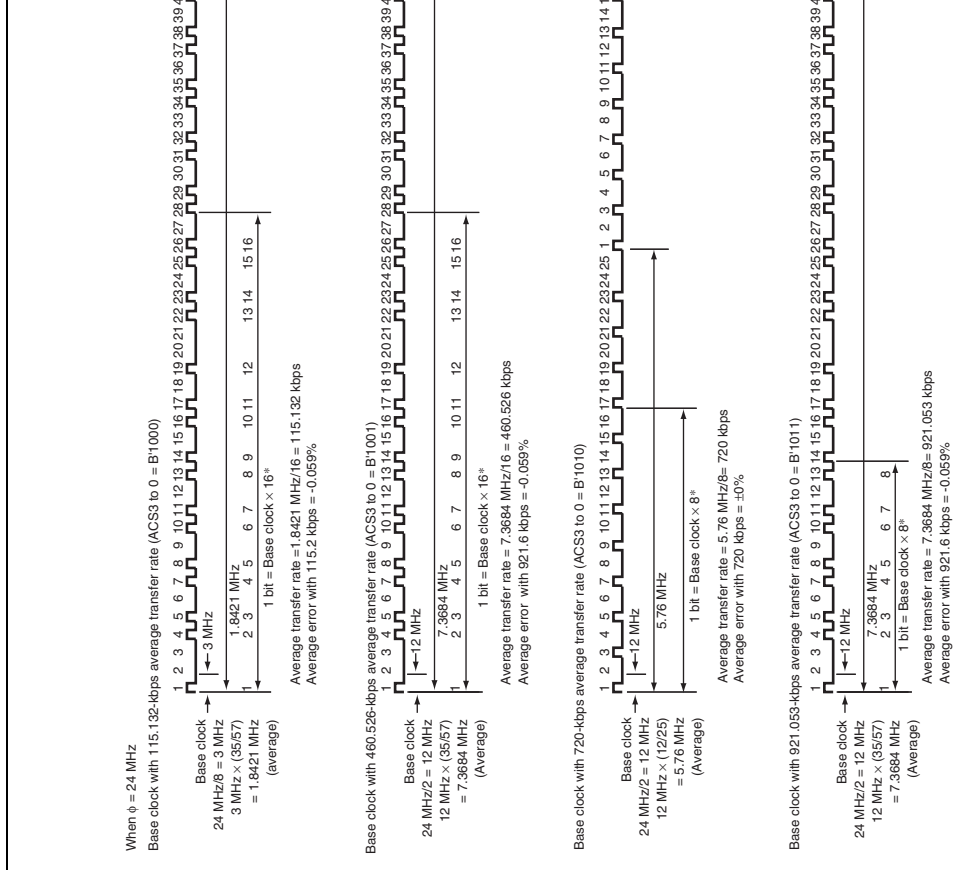 When ϕ = 24 MHz
Base clock with 115.132-kbps average transfer rate (ACS3 to 0 = B'1000)
1 2 3 4 5 6 7 8 9 10 11 12 13 14 15 16 17 18 19 20 21 22 23 24 25 26 27 28 29 30 31 32 33 34 35 36 37 38 39 4
Base clock
24 MHz/8 = 3 MHz
3 MHz × (35/57)
= 1.8421 MHz
(average)
3 MHz
1.8421 MHz
1 2 3 4 5 6 7 8 9 10 11 12 13 14 15 16
1 bit = Base clock × 16*
Average transfer rate =1.8421 MHz/16 = 115.132 kbps
Average error with 115.2 kbps = -0.059%
Base clock with 460.526-kbps average transfer rate (ACS3 to 0 = B'1001)
1 2 3 4 5 6 7 8 9 10 11 12 13 14 15 16 17 18 19 20 21 22 23 24 25 26 27 28 29 30 31 32 33 34 35 36 37 38 39 4
Base clock
24 MHz/2 = 12 MHz
12 MHz × (35/57)
= 7.3684 MHz
(Average)
12 MHz
7.3684 MHz
1 2 3 4 5 6 7 8 9 10 11 12 13 14 15 16
1 bit = Base clock × 16*
Average transfer rate = 7.3684 MHz/16 = 460.526 kbps
Average error with 460.8 kbps = -0.059%
Base clock with 720-kbps average transfer rate (ACS3 to 0 = B'1010)
1 2 3 4 5 6 7 8 9 10 11 12 13 14 15 16 17 18 19 20 21 22 23 24 25 1 2 3 4 5 6 7 8 9 10 11 12 13 14 1
Base clock
24 MHz/2 = 12 MHz
12 MHz × (12/25)
= 5.76 MHz
(Average)
12 MHz
5.76 MHz
1 bit = Base clock × 8*
Average transfer rate = 5.76 MHz/8= 720 kbps
Average error with 720 kbps = ±0%
Base clock with 921.053-kbps average transfer rate (ACS3 to 0 = B'1011)
1 2 3 4 5 6 7 8 9 10 11 12 13 14 15 16 17 18 19 20 21 22 23 24 25 26 27 28 29 30 31 32 33 34 35 36 37 38 39 4
Base clock
24 MHz/2 = 12 MHz
12 MHz × (35/57)
= 7.3684 MHz
(Average)
12 MHz
7.3684 MHz
1 2 3 4 5 6 7 8
1 bit = Base clock × 8*
Average transfer rate = 7.3684 MHz/8= 921.053 kbps
Average error with 921.6 kbps = -0.059%